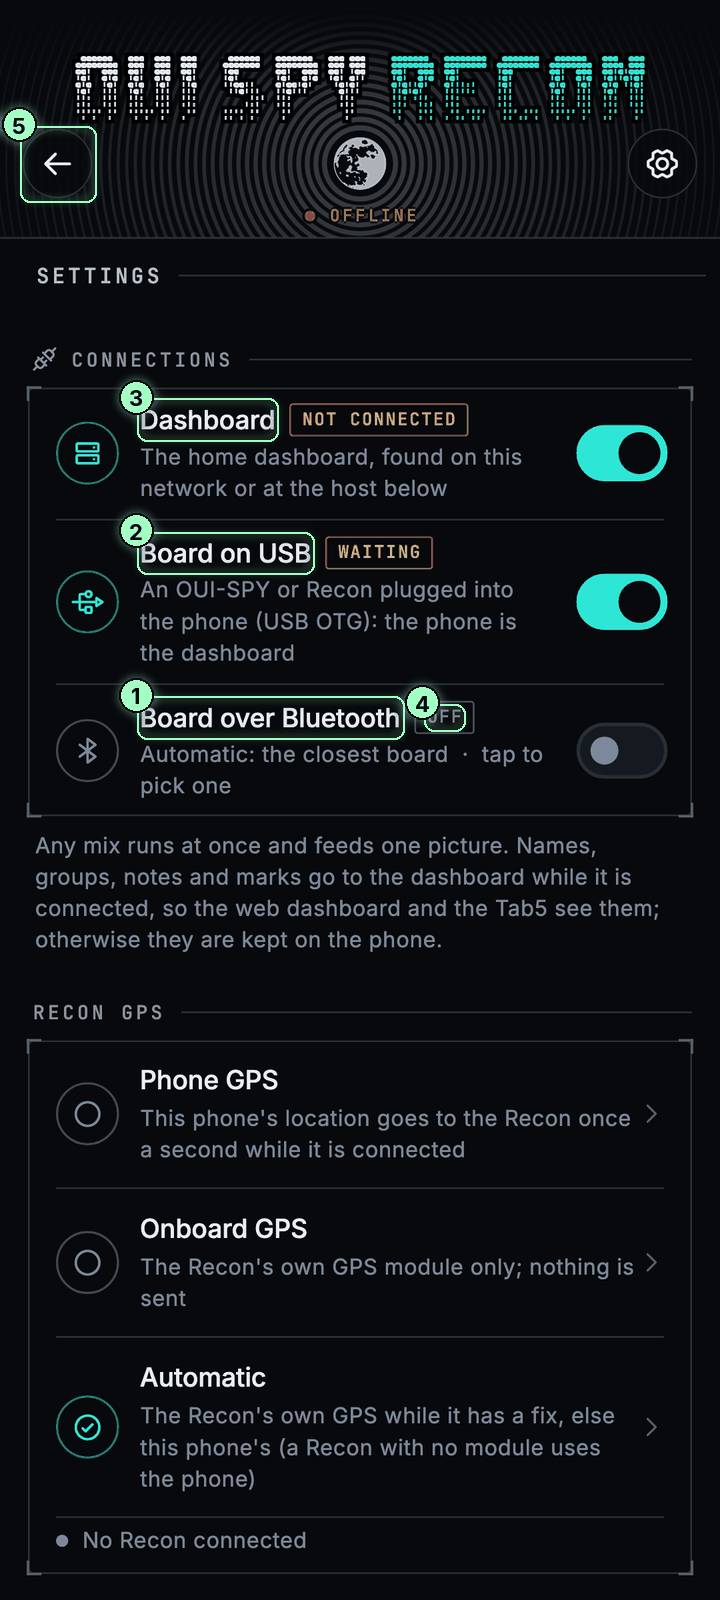 OUI SPY RECON
5
OFFLINE
SETTINGS
CONNECTIONS
3
Dashboard NOT CONNECTED
The home dashboard, found on this
network or at the host below
2
Board on USB WAITING
An OUI-SPY or Recon plugged into
the phone (USB OTG): the phone is
the dashboard
1
Board over Bluetooth 4 OFF
Automatic: the closest board · tap to
pick one
Any mix runs at once and feeds one picture. Names,
groups, notes and marks go to the dashboard while it is
connected, so the web dashboard and the Tab5 see them;
otherwise they are kept on the phone.
RECON GPS
Phone GPS
This phone's location goes to the Recon once
a second while it is connected
Onboard GPS
The Recon's own GPS module only; nothing is
sent
Automatic
The Recon's own GPS while it has a fix, else
this phone's (a Recon with no module uses
the phone)
No Recon connected